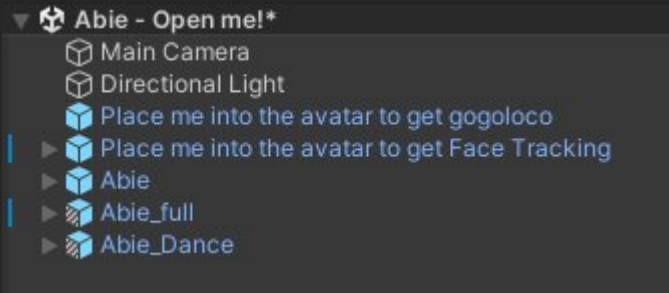 Abie - Open me!*
Main Camera
Directional Light
Place me into the avatar to get gogoloco
Place me into the avatar to get Face Tracking
Abie
Abie_full
Abie_Dance